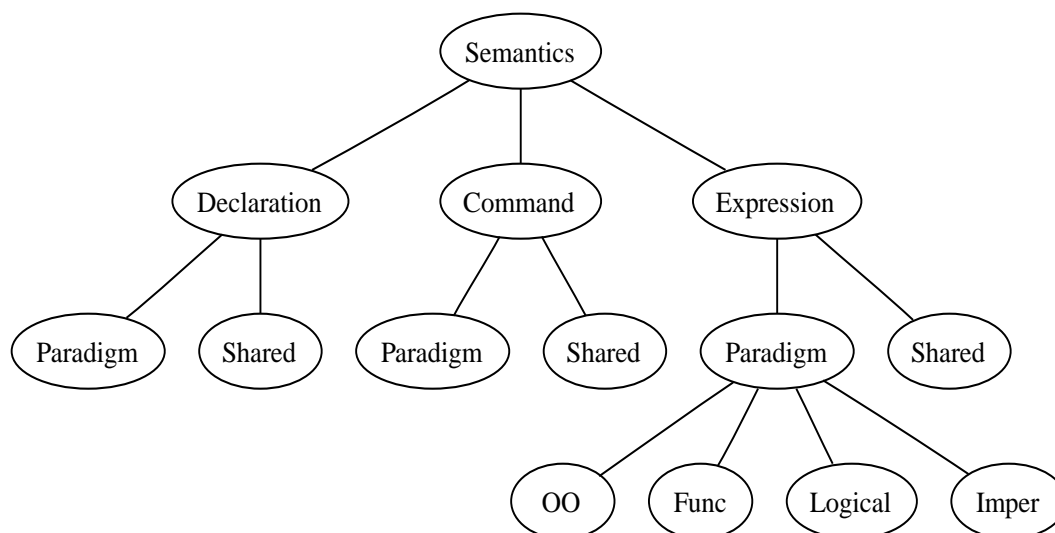 Semantics
Declaration
Command
Expression
Paradigm
Shared
Paradigm
Shared
Paradigm
Shared
OO
Func
Logical
Imper